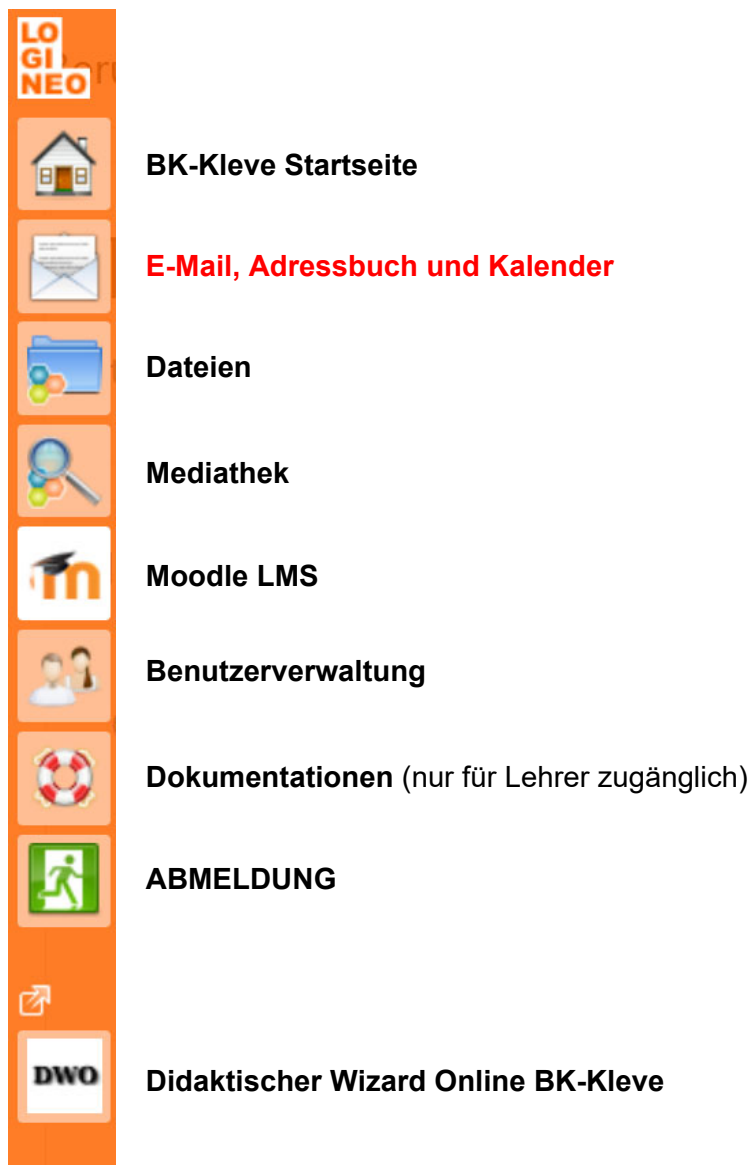 LO
GI
NEO
BK-Kleve Startseite
E-Mail, Adressbuch und Kalender
Dateien
Mediathek
Moodle LMS
Benutzerverwaltung
Dokumentationen (nur für Lehrer zugänglich)
ABMELDUNG
DWO
Didaktischer Wizard Online BK-Kleve